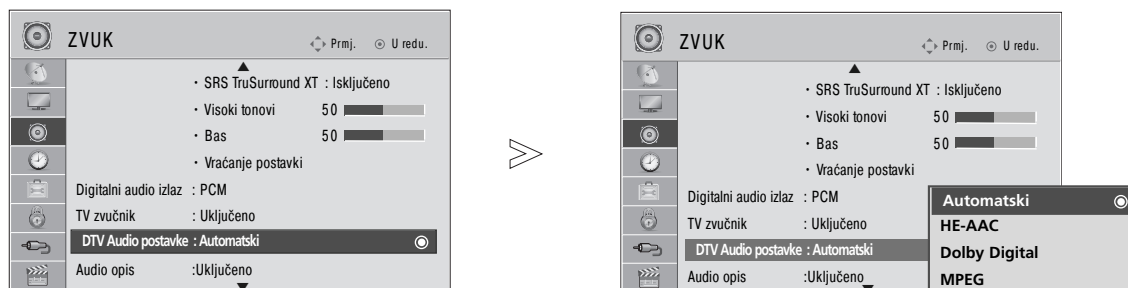 ZVUK
Prmj. U redu.
• SRS TruSurround XT : Isključeno
• Visoki tonovi 50
• Bas 50
• Vraćanje postavki
Digitalni audio izlaz : PCM
TV zvučnik : Uključeno
DTV Audio postavke : Automatski
Audio opis :Uključeno
ZVUK
Prmj. U redu.
• SRS TruSurround XT : Isključeno
• Visoki tonovi 50
• Bas 50
• Vraćanje postavki
Digitalni audio izlaz : PCM
TV zvučnik : Uključeno
DTV Audio postavke : Automatski
Audio opis :Uključeno
Automatski
HE-AAC
Dolby Digital
MPEG